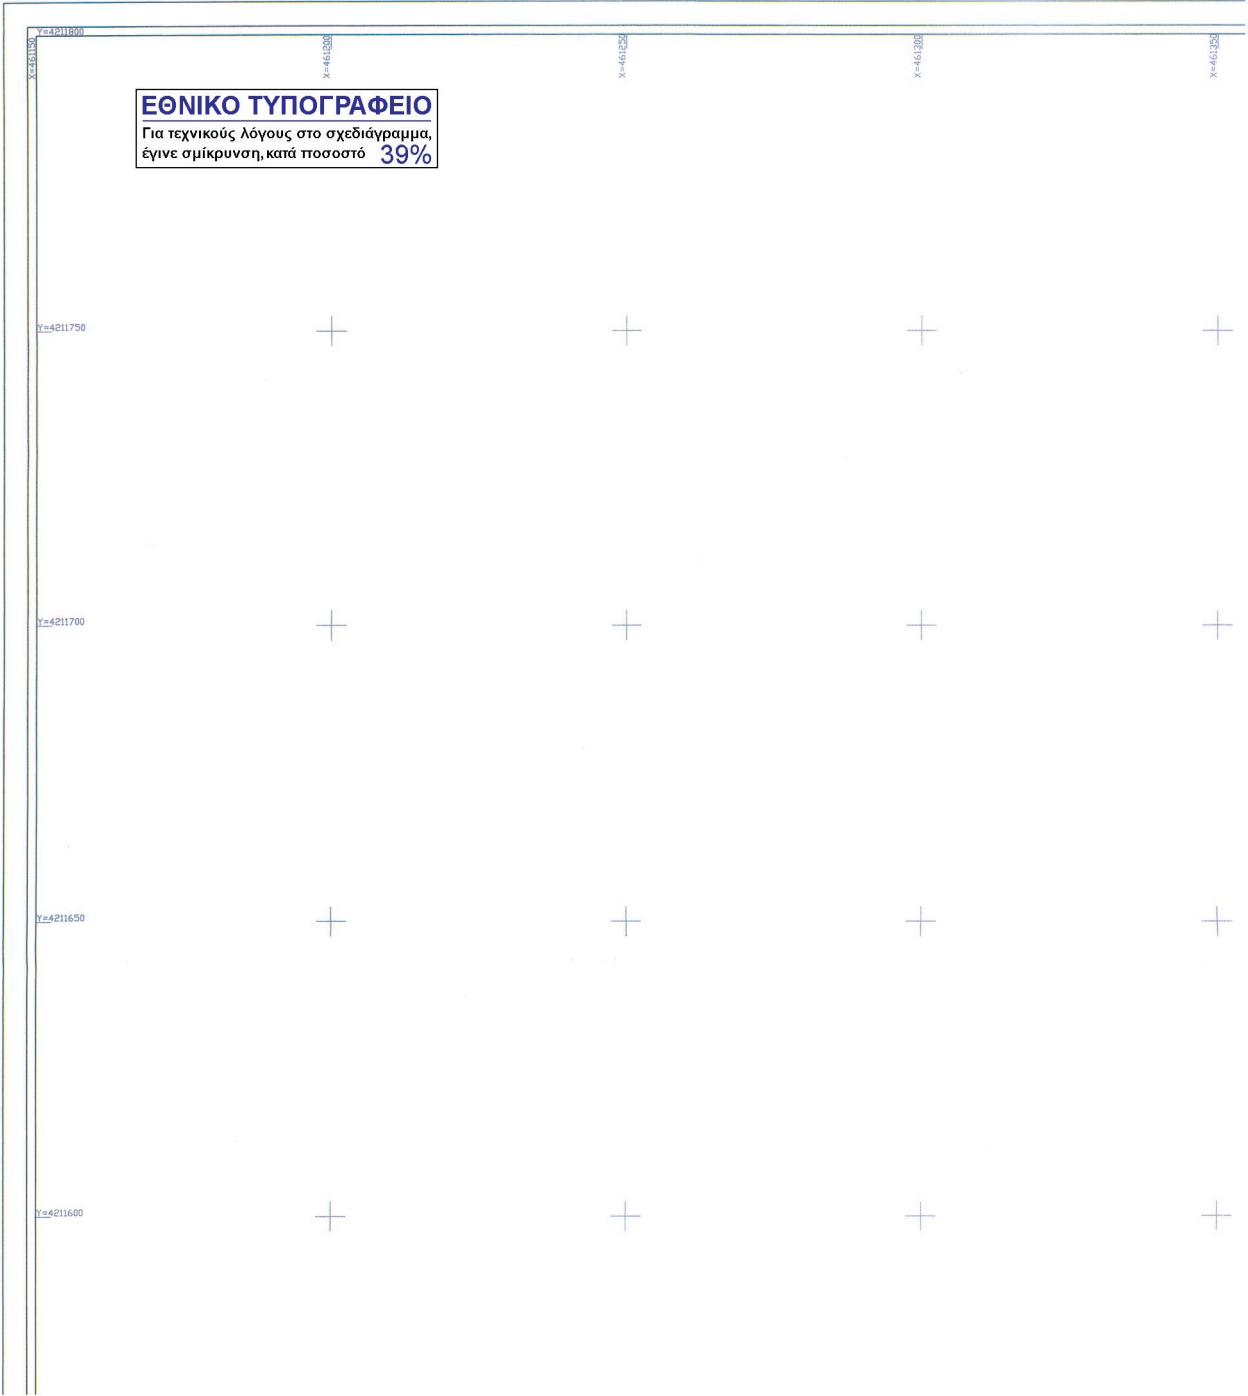 Y=4211800
X=461150
X=461200
X=461250
X=461300
X=461350
ΕΘΝΙΚΟ ΤΥΠΟΓΡΑΦΕΙΟ
Για τεχνικούς λόγους στο σχεδιάγραμμα,
έγινε σμίκρυνση, κατά ποσοστό 39%
Y=4211750
Y=4211700
Y=4211650
Y=4211600